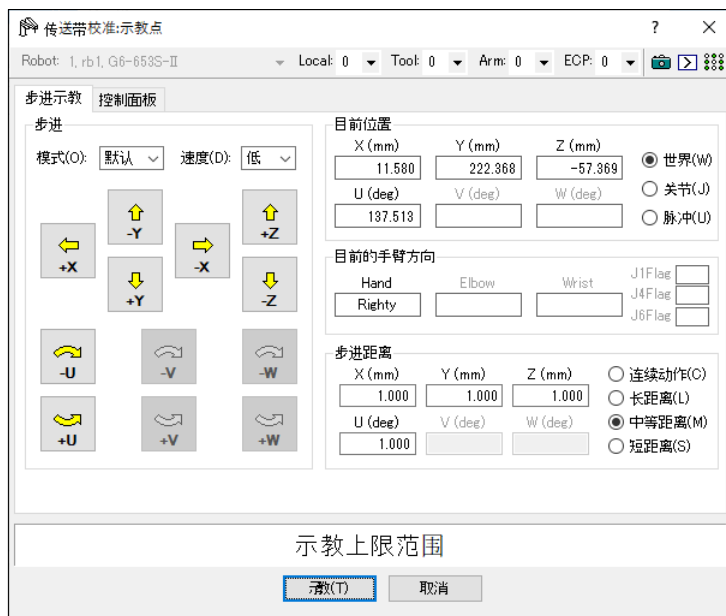 传送带校准:示教点
?
Robot: 1, rb1, G6-653S-II Local: 0 Tool: 0 Arm: 0 ECP: 0
步进示教 控制面板
步进
模式(O): 默认 速度(D): 低
-Y
+Z
+X
-X
+Y
-Z
-U -V -W
+U +V +W
目前位置
X (mm) Y (mm) Z (mm)
11.580 222.368 -57.369
U (deg) V (deg) W (deg)
137.513
世界(W)
关节(J)
脉冲(U)
目前的手臂方向
Hand Elbow Wrist
Righty
J1Flag
J4Flag
J6Flag
步进距离
X (mm) Y (mm) Z (mm)
1.000 1.000 1.000
U (deg) V (deg) W (deg)
1.000
连续动作(C)
长距离(L)
中等距离(M)
短距离(S)
示教上限范围
示教(T) 取消